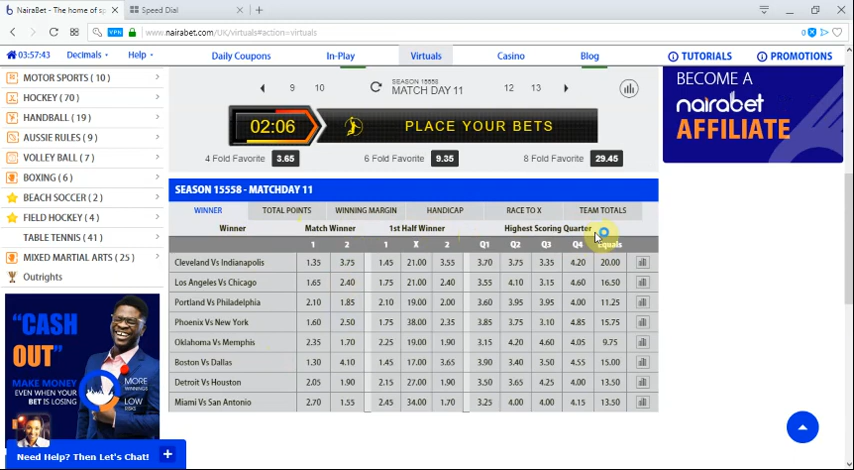 NairaBet - The home of sp
Speed Dial
VPN
www.nairabet.com/UK/virtuals#action=virtuals
03:57:43
Decimals
Help
Daily Coupons
In-Play
Virtuals
Casino
Blog
TUTORIALS
PROMOTIONS
MOTOR SPORTS ( 10 )
HOCKEY ( 70 )
HANDBALL ( 19 )
AUSSIE RULES ( 9 )
VOLLEY BALL ( 7 )
BOXING ( 6 )
BEACH SOCCER ( 2 )
FIELD HOCKEY ( 4 )
TABLE TENNIS ( 41 )
MIXED MARTIAL ARTS ( 25 )
Outrights
"CASH
OUT"
MAKE MONEY
EVEN WHEN YOUR
BET IS LOSING
MORE
WINNINGS
LOW
RISKS
Need Help? Then Let's Chat!
9 10 SEASON 15558 12 13
MATCH DAY 11
02:06 PLACE YOUR BETS
4 Fold Favorite 3.65 6 Fold Favorite 9.35 8 Fold Favorite 29.45
SEASON 15558 - MATCHDAY 11
WINNER TOTAL POINTS WINNING MARGIN HANDICAP RACE TO X TEAM TOTALS
Winner Match Winner 1st Half Winner Highest Scoring Quarter
1 2 1 X 2 Q1 Q2 Q3 Q4 Equals
Cleveland Vs Indianapolis 1.35 3.75 1.45 21.00 3.55 3.70 3.75 3.35 4.20 20.00
Los Angeles Vs Chicago 1.65 2.40 1.75 21.00 2.40 3.55 4.10 3.15 4.60 16.50
Portland Vs Philadelphia 2.10 1.85 2.10 19.00 2.00 3.60 3.95 3.95 4.00 11.25
Phoenix Vs New York 1.60 2.50 1.75 38.00 2.35 3.85 3.75 3.10 4.85 15.75
Oklahoma Vs Memphis 2.35 1.70 2.25 19.00 1.90 3.15 4.20 4.60 4.05 9.75
Boston Vs Dallas 1.30 4.10 1.45 17.00 3.65 3.90 3.40 3.50 4.55 15.00
Detroit Vs Houston 2.05 1.90 2.15 27.00 1.90 3.50 3.65 4.25 4.00 13.50
Miami Vs San Antonio 2.70 1.55 2.45 34.00 1.70 3.25 4.00 4.00 4.15 13.50
BECOME A
nairabet
AFFILIATE